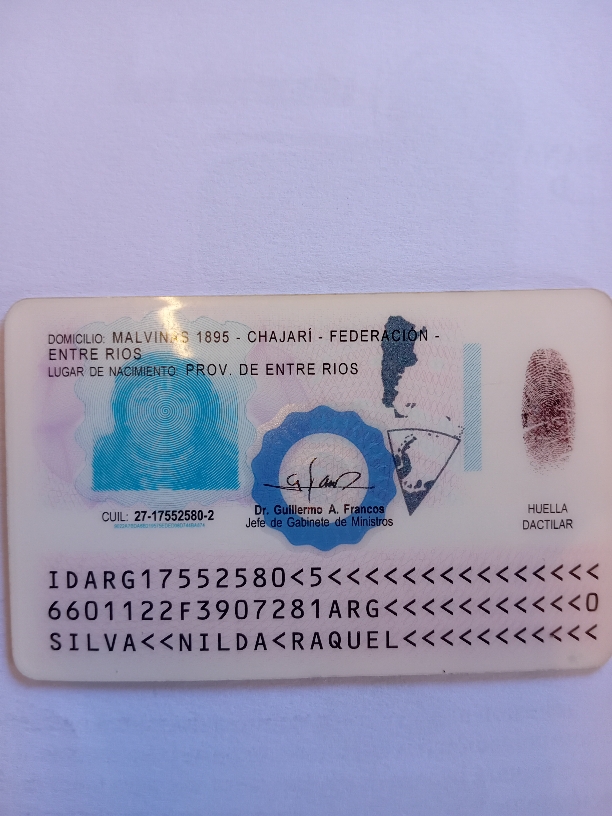 DOMICILIO: MALVINAS 1895 - CHAJARÍ - FEDERACIÓN -
ENTRE RIOS
LUGAR DE NACIMIENTO: PROV. DE ENTRE RIOS
CUIL: 27-17552580-2
Dr. Guillermo A. Francos
Jefe de Gabinete de Ministros
HUELLA
DACTILAR
IDARG17552580<5<<<<<<<<<<<<<<<
6601122F3907281ARG<<<<<<<<<<<0
SILVA<<NILDA<RAQUEL<<<<<<<<<<<